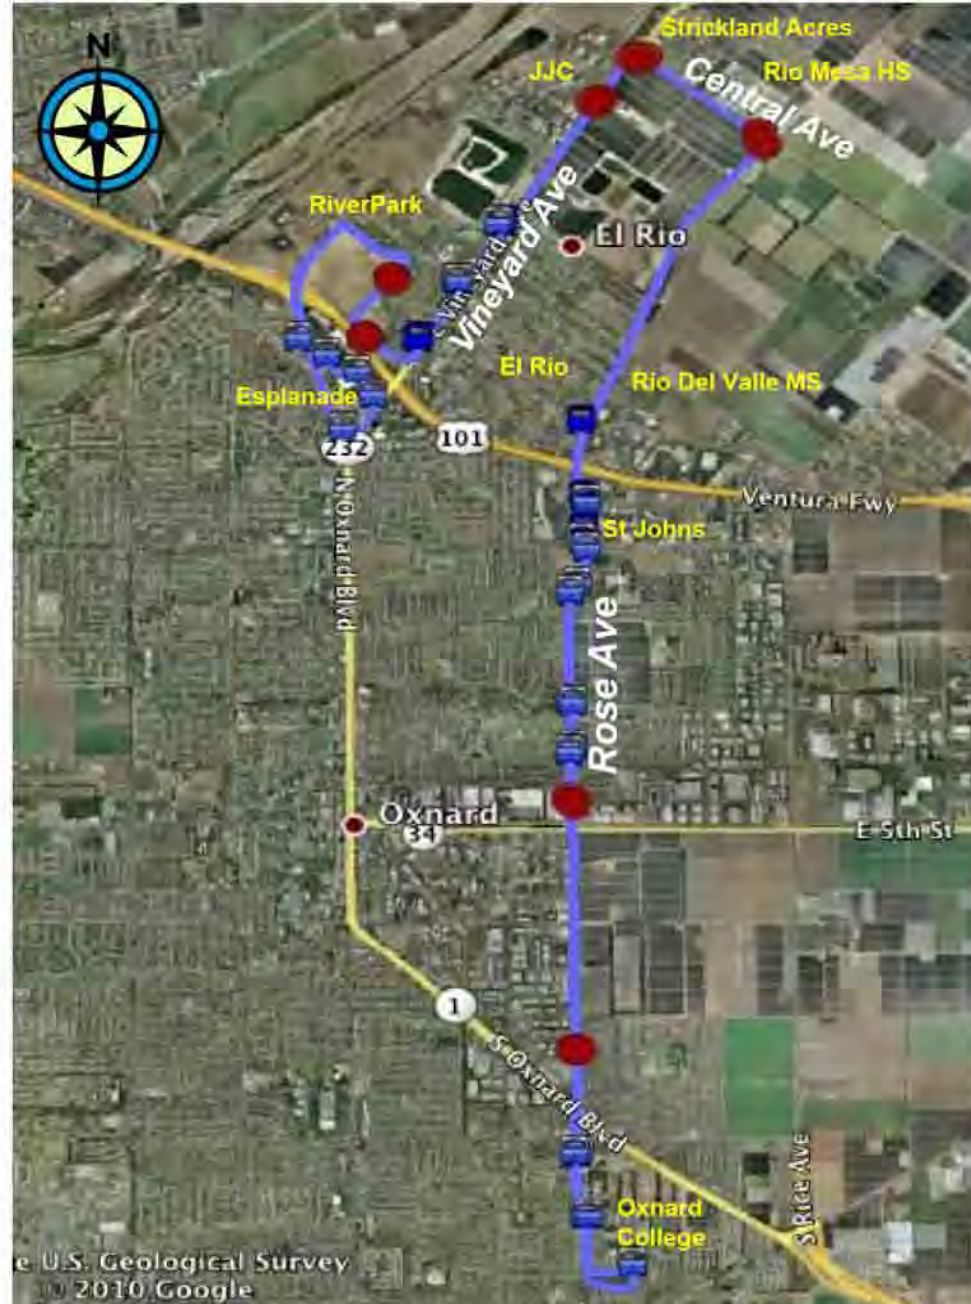 N
Strickland Acres
JJC
Rio Mesa HS
Central Ave
RiverPark
El Rio
Vineyard Ave
El Rio
Rio Del Valle MS
Esplanade
232
101
Ventura Fwy
N Oxnard Blvd
St Johns
Rose Ave
Oxnard
34
E 5th St
1
S Oxnard Blvd
S Rice Ave
Oxnard
College
e U.S. Geological Survey
2010 Google